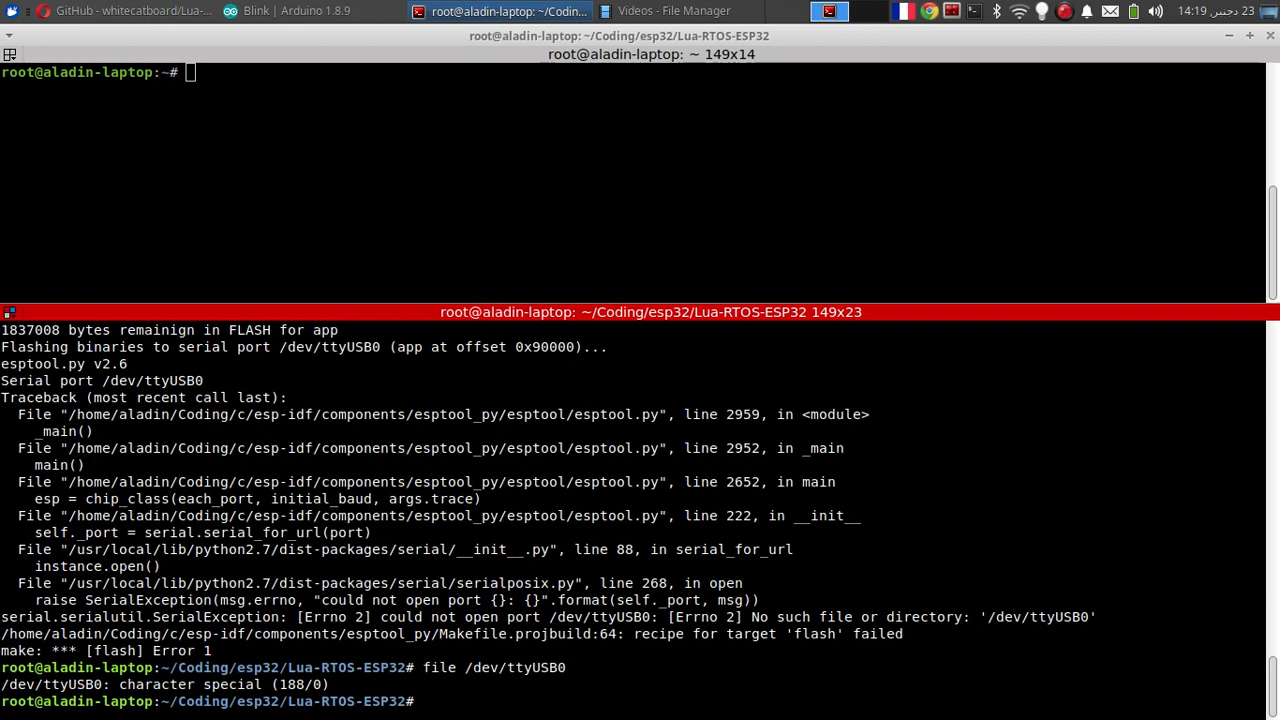 GitHub - whitecatboard/Lua-...
Blink | Arduino 1.8.9
root@aladin-laptop: ~/Codin...
Videos - File Manager
23 دجنبر, 14:19
root@aladin-laptop: ~/Coding/esp32/Lua-RTOS-ESP32
root@aladin-laptop: ~ 149x14
root@aladin-laptop:~#
root@aladin-laptop: ~/Coding/esp32/Lua-RTOS-ESP32 149x23
1837008 bytes remainign in FLASH for app
Flashing binaries to serial port /dev/ttyUSB0 (app at offset 0x90000)...
esptool.py v2.6
Serial port /dev/ttyUSB0
Traceback (most recent call last):
  File "/home/aladin/Coding/c/esp-idf/components/esptool_py/esptool/esptool.py", line 2959, in <module>
    _main()
  File "/home/aladin/Coding/c/esp-idf/components/esptool_py/esptool/esptool.py", line 2952, in _main
    main()
  File "/home/aladin/Coding/c/esp-idf/components/esptool_py/esptool/esptool.py", line 2652, in main
    esp = chip_class(each_port, initial_baud, args.trace)
  File "/home/aladin/Coding/c/esp-idf/components/esptool_py/esptool/esptool.py", line 222, in __init__
    self._port = serial.serial_for_url(port)
  File "/usr/local/lib/python2.7/dist-packages/serial/__init__.py", line 88, in serial_for_url
    instance.open()
  File "/usr/local/lib/python2.7/dist-packages/serial/serialposix.py", line 268, in open
    raise SerialException(msg.errno, "could not open port {}: {}".format(self._port, msg))
serial.serialutil.SerialException: [Errno 2] could not open port /dev/ttyUSB0: [Errno 2] No such file or directory: '/dev/ttyUSB0'
/home/aladin/Coding/c/esp-idf/components/esptool_py/Makefile.projbuild:64: recipe for target 'flash' failed
make: *** [flash] Error 1
root@aladin-laptop:~/Coding/esp32/Lua-RTOS-ESP32# file /dev/ttyUSB0
/dev/ttyUSB0: character special (188/0)
root@aladin-laptop:~/Coding/esp32/Lua-RTOS-ESP32#